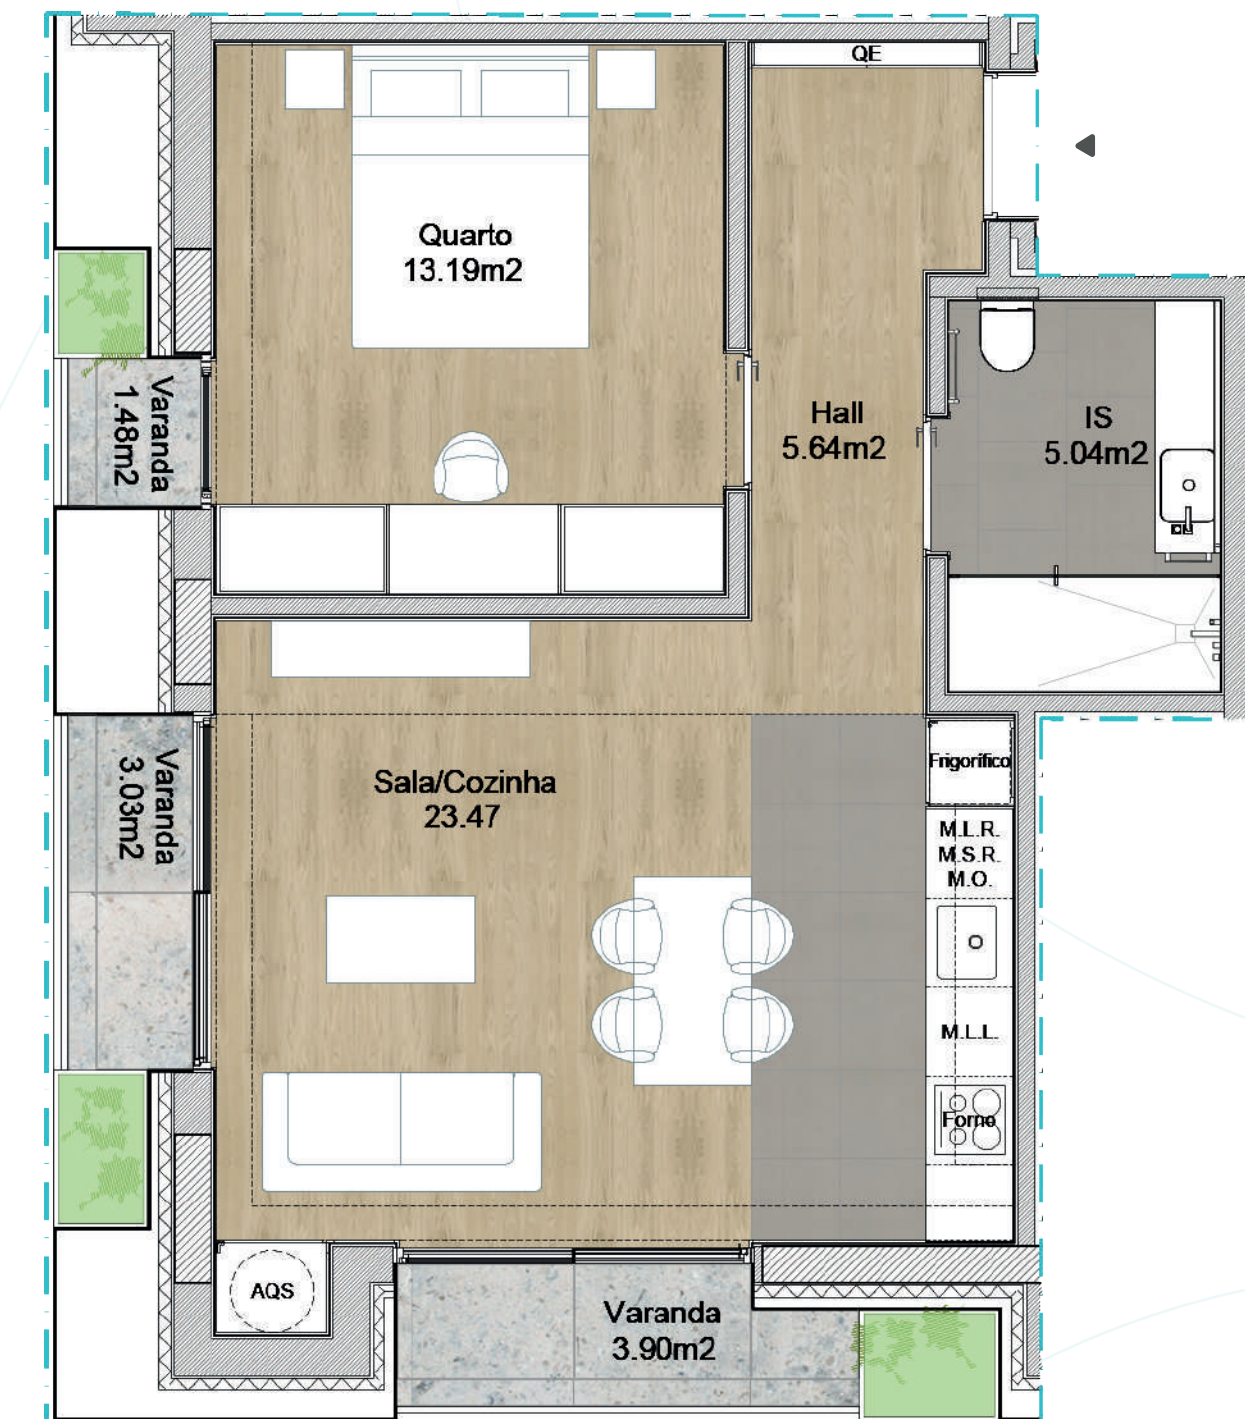 QE
Quarto
13.19m2
Varanda
1.48m2
Hall
5.64m2
IS
5.04m2
Varanda
3.03m2
Sala/Cozinha
23.47
Frigorífico
M.L.R.
M.S.R.
M.O.
M.L.L.
Forno
AQS
Varanda
3.90m2